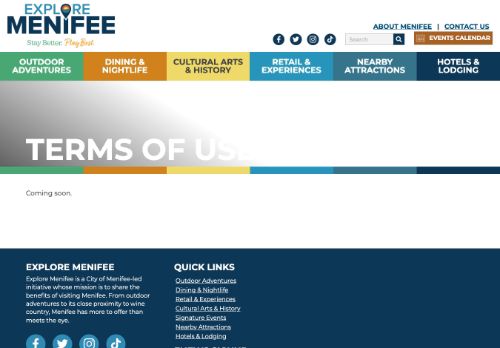 EXPLORE
MENIFEE
Stay Better. Play Best.
ABOUT MENIFEE | CONTACT US
Search
EVENTS CALENDAR
OUTDOOR ADVENTURES
DINING & NIGHTLIFE
CULTURAL ARTS & HISTORY
RETAIL & EXPERIENCES
NEARBY ATTRACTIONS
HOTELS & LODGING
TERMS OF USE
Coming soon.
EXPLORE MENIFEE
Explore Menifee is a City of Menifee-led
initiative whose mission is to share the
benefits of visiting Menifee. From outdoor
adventures to its close proximity to wine
country, Menifee has more to offer than
meets the eye.
QUICK LINKS
Outdoor Adventures
Dining & Nightlife
Retail & Experiences
Cultural Arts & History
Signature Events
Nearby Attractions
Hotels & Lodging